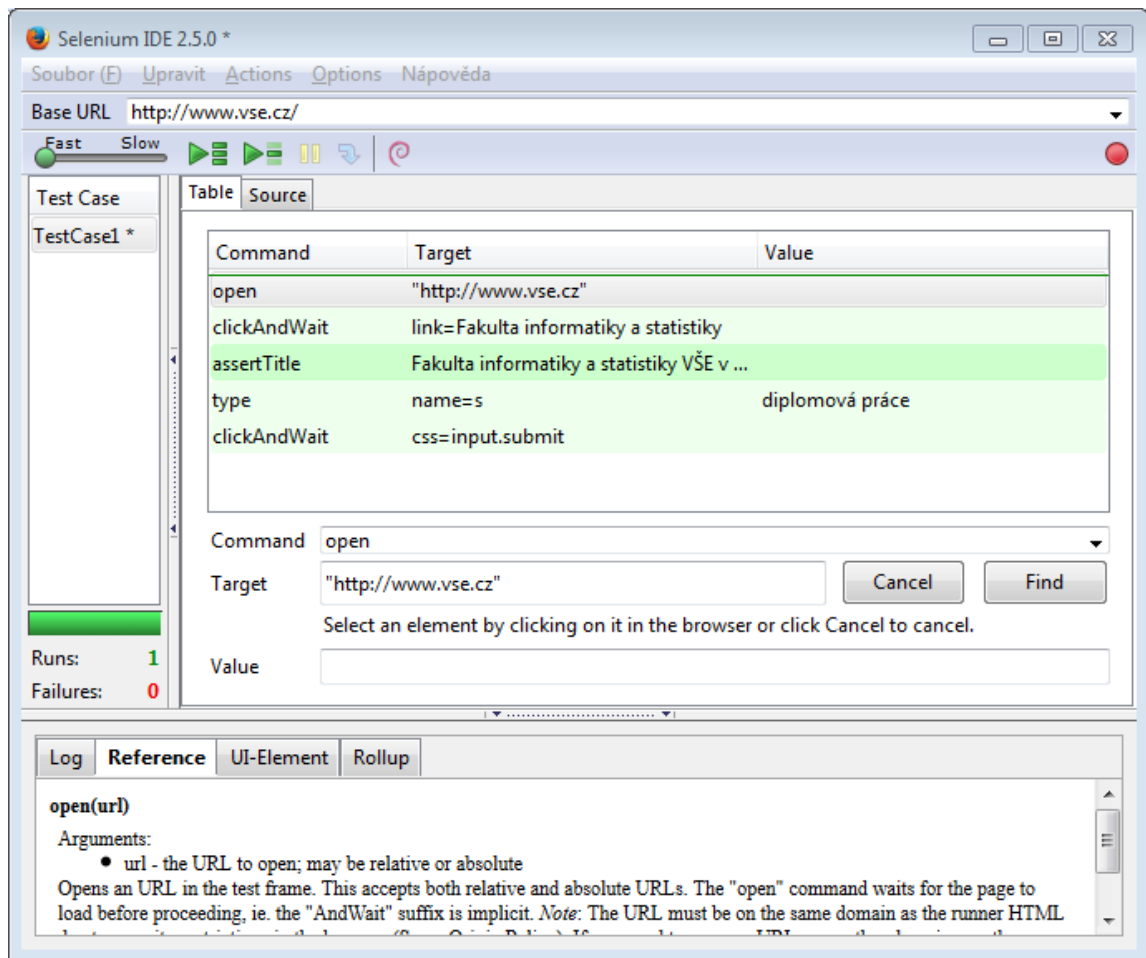 Selenium IDE 2.5.0 *
Soubor (F) Upravit Actions Options Nápověda
Base URL http://www.vse.cz/
Fast Slow
Test Case
TestCase1 *
Table Source
Command Target Value
open "http://www.vse.cz"
clickAndWait link=Fakulta informatiky a statistiky
assertTitle Fakulta informatiky a statistiky VŠE v ...
type name=s diplomová práce
clickAndWait css=input.submit
Command open
Target "http://www.vse.cz" Cancel Find
Select an element by clicking on it in the browser or click Cancel to cancel.
Value
Runs: 1
Failures: 0
Log Reference UI-Element Rollup
open(url)
Arguments:
• url - the URL to open; may be relative or absolute
Opens an URL in the test frame. This accepts both relative and absolute URLs. The "open" command waits for the page to
load before proceeding, ie. the "AndWait" suffix is implicit. Note: The URL must be on the same domain as the runner HTML